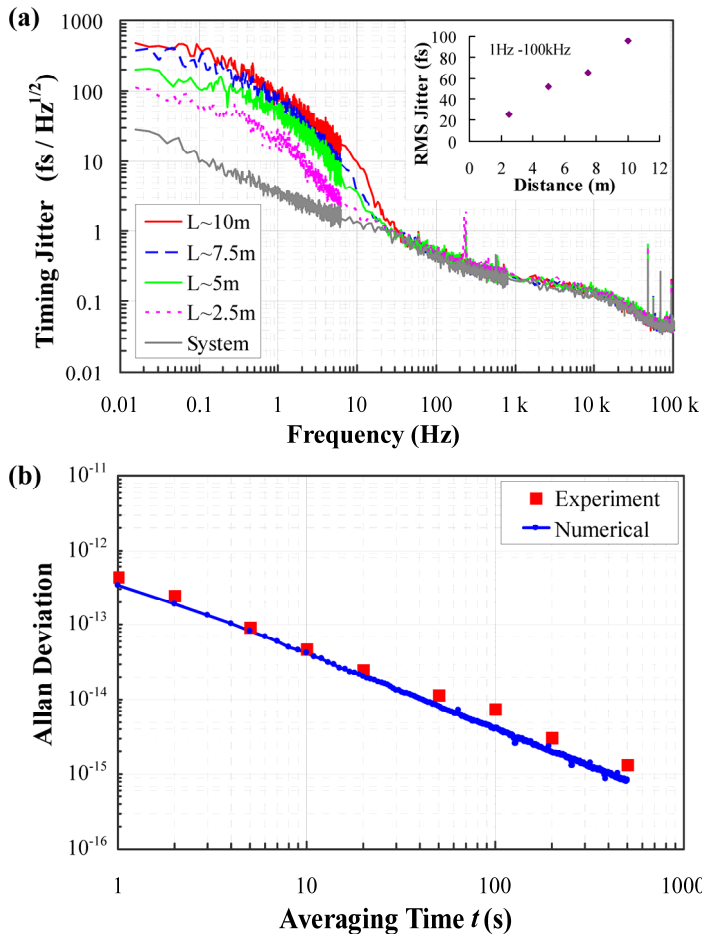 (a)
1000
100
10
1
0.1
0.01
Timing Jitter (fs / Hz^1/2)
0.01
0.1
1
10
100
1 k
10 k
100 k
Frequency (Hz)
L~10m
L~7.5m
L~5m
L~2.5m
System
1Hz -100kHz
RMS Jitter (fs)
100
80
60
40
20
0
0
2
4
6
8
10
12
Distance (m)
(b)
10^-11
10^-12
10^-13
10^-14
10^-15
10^-16
Allan Deviation
Experiment
Numerical
1
10
100
1000
Averaging Time t (s)